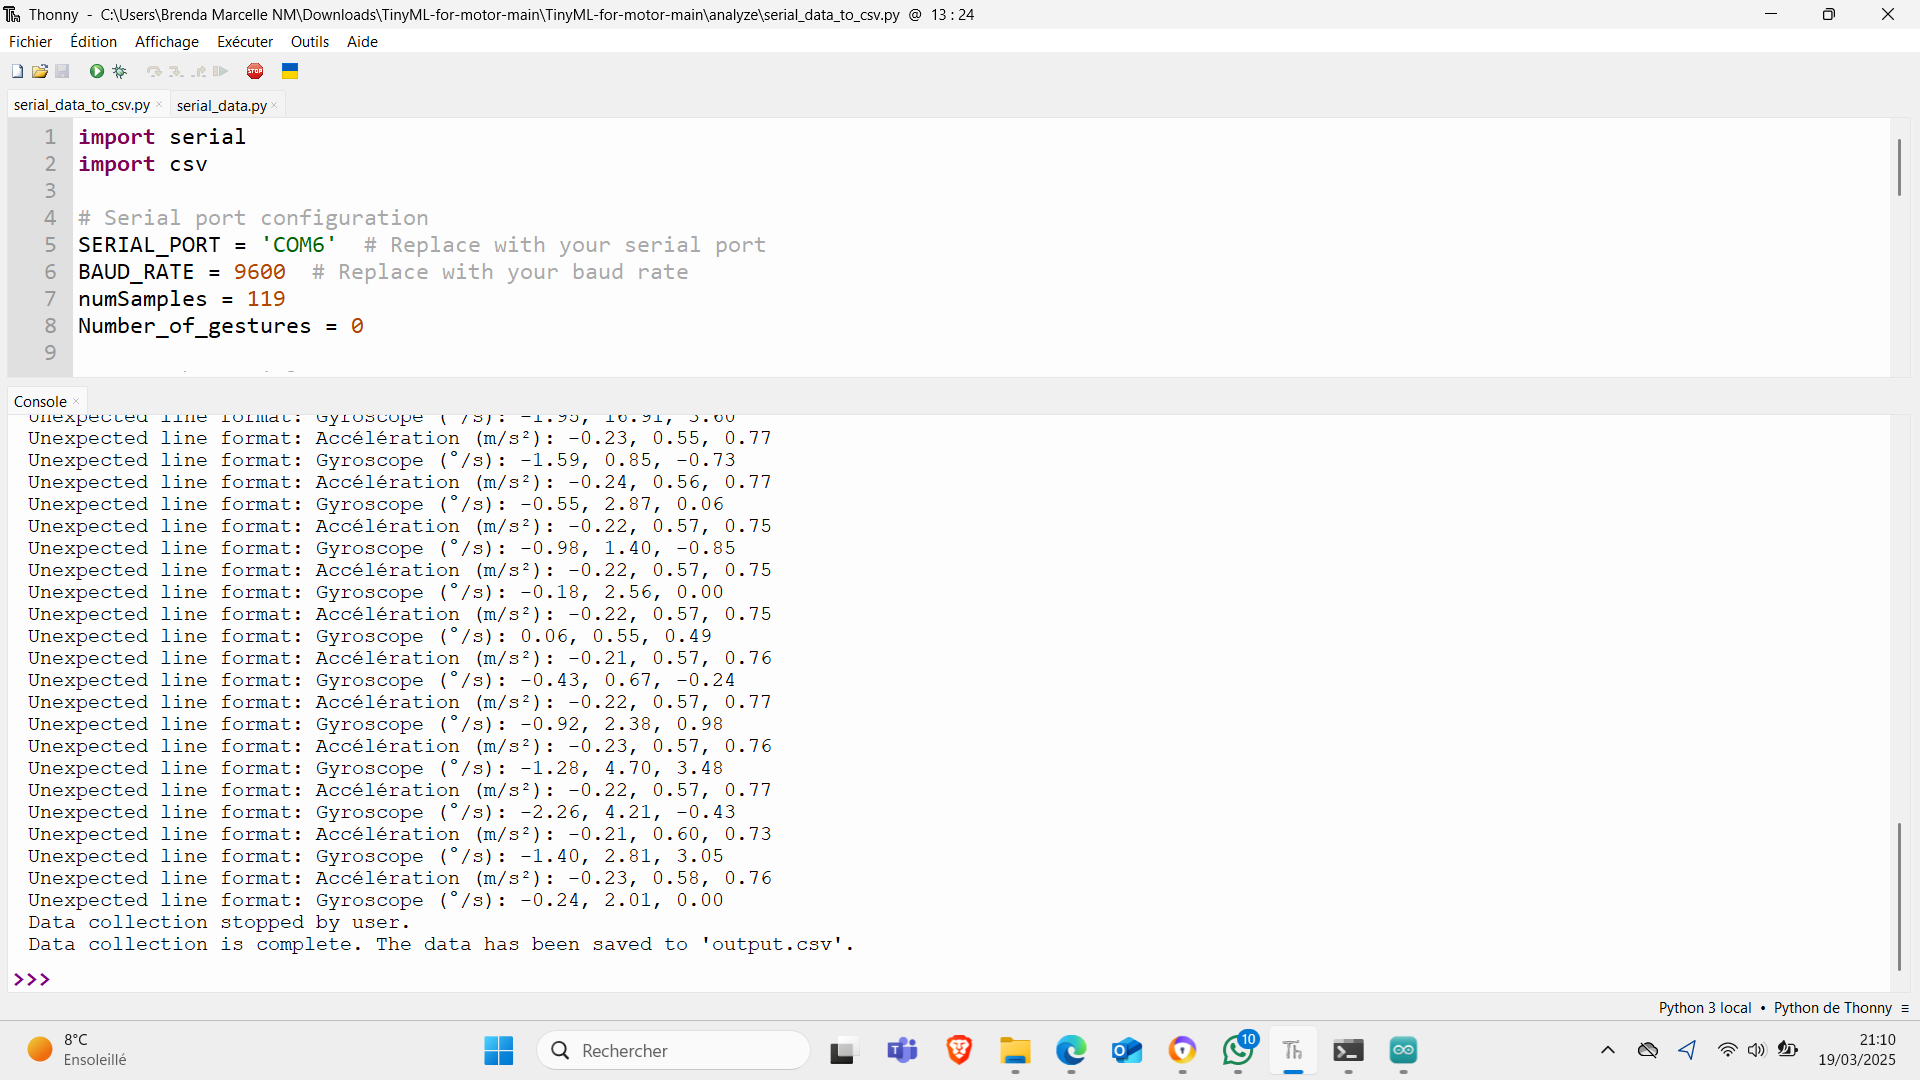 Thonny - C:\Users\Brenda Marcelle NM\Downloads\TinyML-for-motor-main\TinyML-for-motor-main\analyze\serial_data_to_csv.py @ 13 : 24
Fichier Édition Affichage Exécuter Outils Aide
STOP
serial_data_to_csv.py × serial_data.py ×
1 import serial
2 import csv
3
4 # Serial port configuration
5 SERIAL_PORT = 'COM6' # Replace with your serial port
6 BAUD_RATE = 9600 # Replace with your baud rate
7 numSamples = 119
8 Number_of_gestures = 0
9
Console ×
Unexpected line format: Gyroscope (°/s): -1.95, 16.91, 3.60
Unexpected line format: Accélération (m/s²): -0.23, 0.55, 0.77
Unexpected line format: Gyroscope (°/s): -1.59, 0.85, -0.73
Unexpected line format: Accélération (m/s²): -0.24, 0.56, 0.77
Unexpected line format: Gyroscope (°/s): -0.55, 2.87, 0.06
Unexpected line format: Accélération (m/s²): -0.22, 0.57, 0.75
Unexpected line format: Gyroscope (°/s): -0.98, 1.40, -0.85
Unexpected line format: Accélération (m/s²): -0.22, 0.57, 0.75
Unexpected line format: Gyroscope (°/s): -0.18, 2.56, 0.00
Unexpected line format: Accélération (m/s²): -0.22, 0.57, 0.75
Unexpected line format: Gyroscope (°/s): 0.06, 0.55, 0.49
Unexpected line format: Accélération (m/s²): -0.21, 0.57, 0.76
Unexpected line format: Gyroscope (°/s): -0.43, 0.67, -0.24
Unexpected line format: Accélération (m/s²): -0.22, 0.57, 0.77
Unexpected line format: Gyroscope (°/s): -0.92, 2.38, 0.98
Unexpected line format: Accélération (m/s²): -0.23, 0.57, 0.76
Unexpected line format: Gyroscope (°/s): -1.28, 4.70, 3.48
Unexpected line format: Accélération (m/s²): -0.22, 0.57, 0.77
Unexpected line format: Gyroscope (°/s): -2.26, 4.21, -0.43
Unexpected line format: Accélération (m/s²): -0.21, 0.60, 0.73
Unexpected line format: Gyroscope (°/s): -1.40, 2.81, 3.05
Unexpected line format: Accélération (m/s²): -0.23, 0.58, 0.76
Unexpected line format: Gyroscope (°/s): -0.24, 2.01, 0.00
Data collection stopped by user.
Data collection is complete. The data has been saved to 'output.csv'.
>>>
Python 3 local • Python de Thonny ≡
8°C
Ensoleillé
Rechercher
10
21:10
19/03/2025